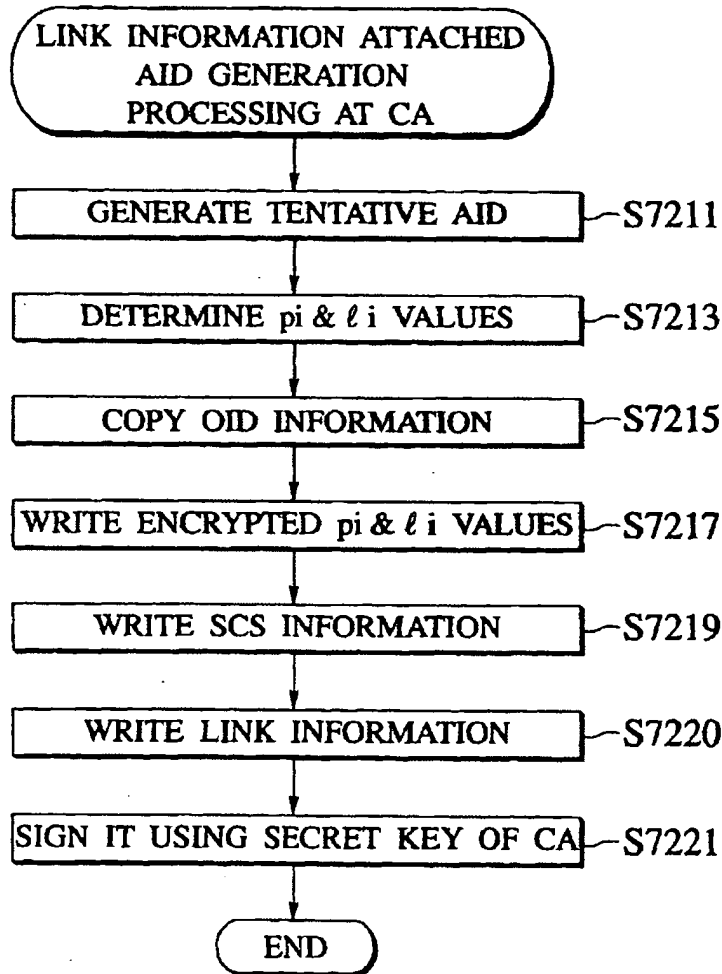 LINK INFORMATION ATTACHED
AID GENERATION
PROCESSING AT CA
GENERATE TENTATIVE AID S7211
DETERMINE pi & ℓ i VALUES S7213
COPY OID INFORMATION S7215
WRITE ENCRYPTED pi & ℓ i VALUES S7217
WRITE SCS INFORMATION S7219
WRITE LINK INFORMATION S7220
SIGN IT USING SECRET KEY OF CA S7221
END